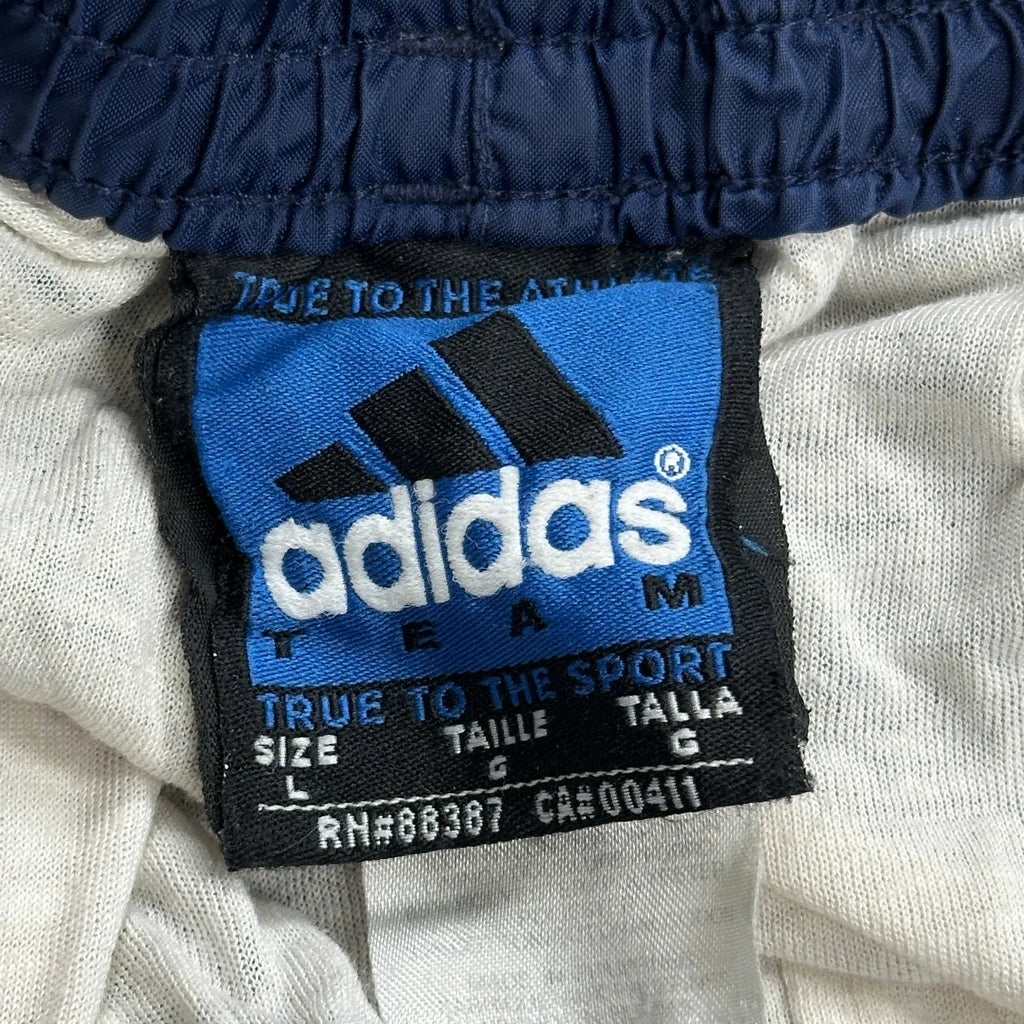 TRUE TO THE ATHLETE
adidas®
TEAM
TRUE TO THE SPORT
SIZE TAILLE TALLA
L G G
RN#88387 CA#00411